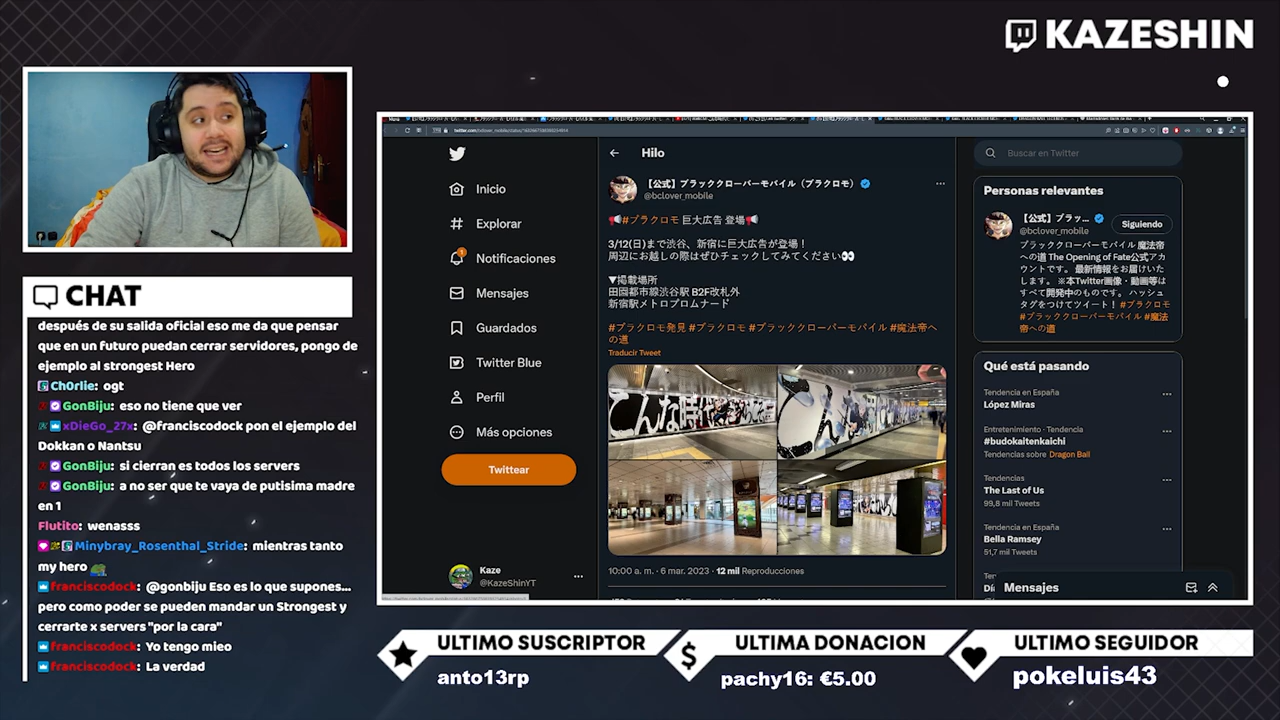 KAZESHIN
CHAT
después de su salida oficial eso me da que pensar
que en un futuro puedan cerrar servidores, pongo de
ejemplo al strongest Hero
Ch0rlie: ogt
GonBiju: eso no tiene que ver
xDieGo_27x: @franciscodock pon el ejemplo del
Dokkan o Nantsu
GonBiju: si cierran es todos los servers
GonBiju: a no ser que te vaya de putisima madre
en 1
Flutito: wenasss
Minybray_Rosenthal_Stride: mientras tanto
my hero
franciscodock: @gonbiju Eso es lo que supones...
pero como poder se pueden mandar un Strongest y
cerrarte x servers "por la cara"
franciscodock: Yo tengo mieo
franciscodock: La verdad
Inicio
Explorar
Notificaciones
Mensajes
Guardados
Twitter Blue
Perfil
Más opciones
Twittear
Kaze
@KazeShinYT
Hilo
【公式】ブラッククローバーモバイル（ブラクロモ）
@bclover_mobile
#ブラクロモ 巨大広告 登場
3/12(日)まで渋谷、新宿に巨大広告が登場！
周辺にお越しの際はぜひチェックしてみてください👀
▼掲載場所
田園都市線渋谷駅 B2F改札外
新宿駅メトロプロムナード
#ブラクロモ発見 #ブラクロモ #ブラッククローバーモバイル #魔法帝へ
の道
Traducir Tweet
こんな時代
10:00 a. m. · 6 mar. 2023 · 12 mil Reproducciones
Buscar en Twitter
Personas relevantes
【公式】ブラッ...
@bclover_mobile
Siguiendo
ブラッククローバーモバイル 魔法帝
への道 The Opening of Fate公式アカ
ウントです。 最新情報をお届けいた
します。 ※本Twitter画像・動画等は
すべて開発中のものです。 ハッシュ
タグをつけてツイート！ #ブラクロモ
#ブラッククローバーモバイル #魔法
帝への道
Qué está pasando
Tendencia en España
López Miras
Entretenimiento · Tendencia
#budokaitenkaichi
Tendencias sobre Dragon Ball
Tendencias
The Last of Us
99,8 mil Tweets
Tendencia en España
Bella Ramsey
51,7 mil Tweets
Mensajes
ULTIMO SUSCRIPTOR
anto13rp
ULTIMA DONACION
pachy16: €5.00
ULTIMO SEGUIDOR
pokeluis43